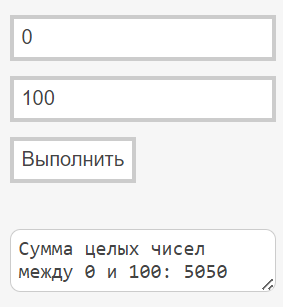 0
100
Выполнить
Сумма целых чисел
между 0 и 100: 5050